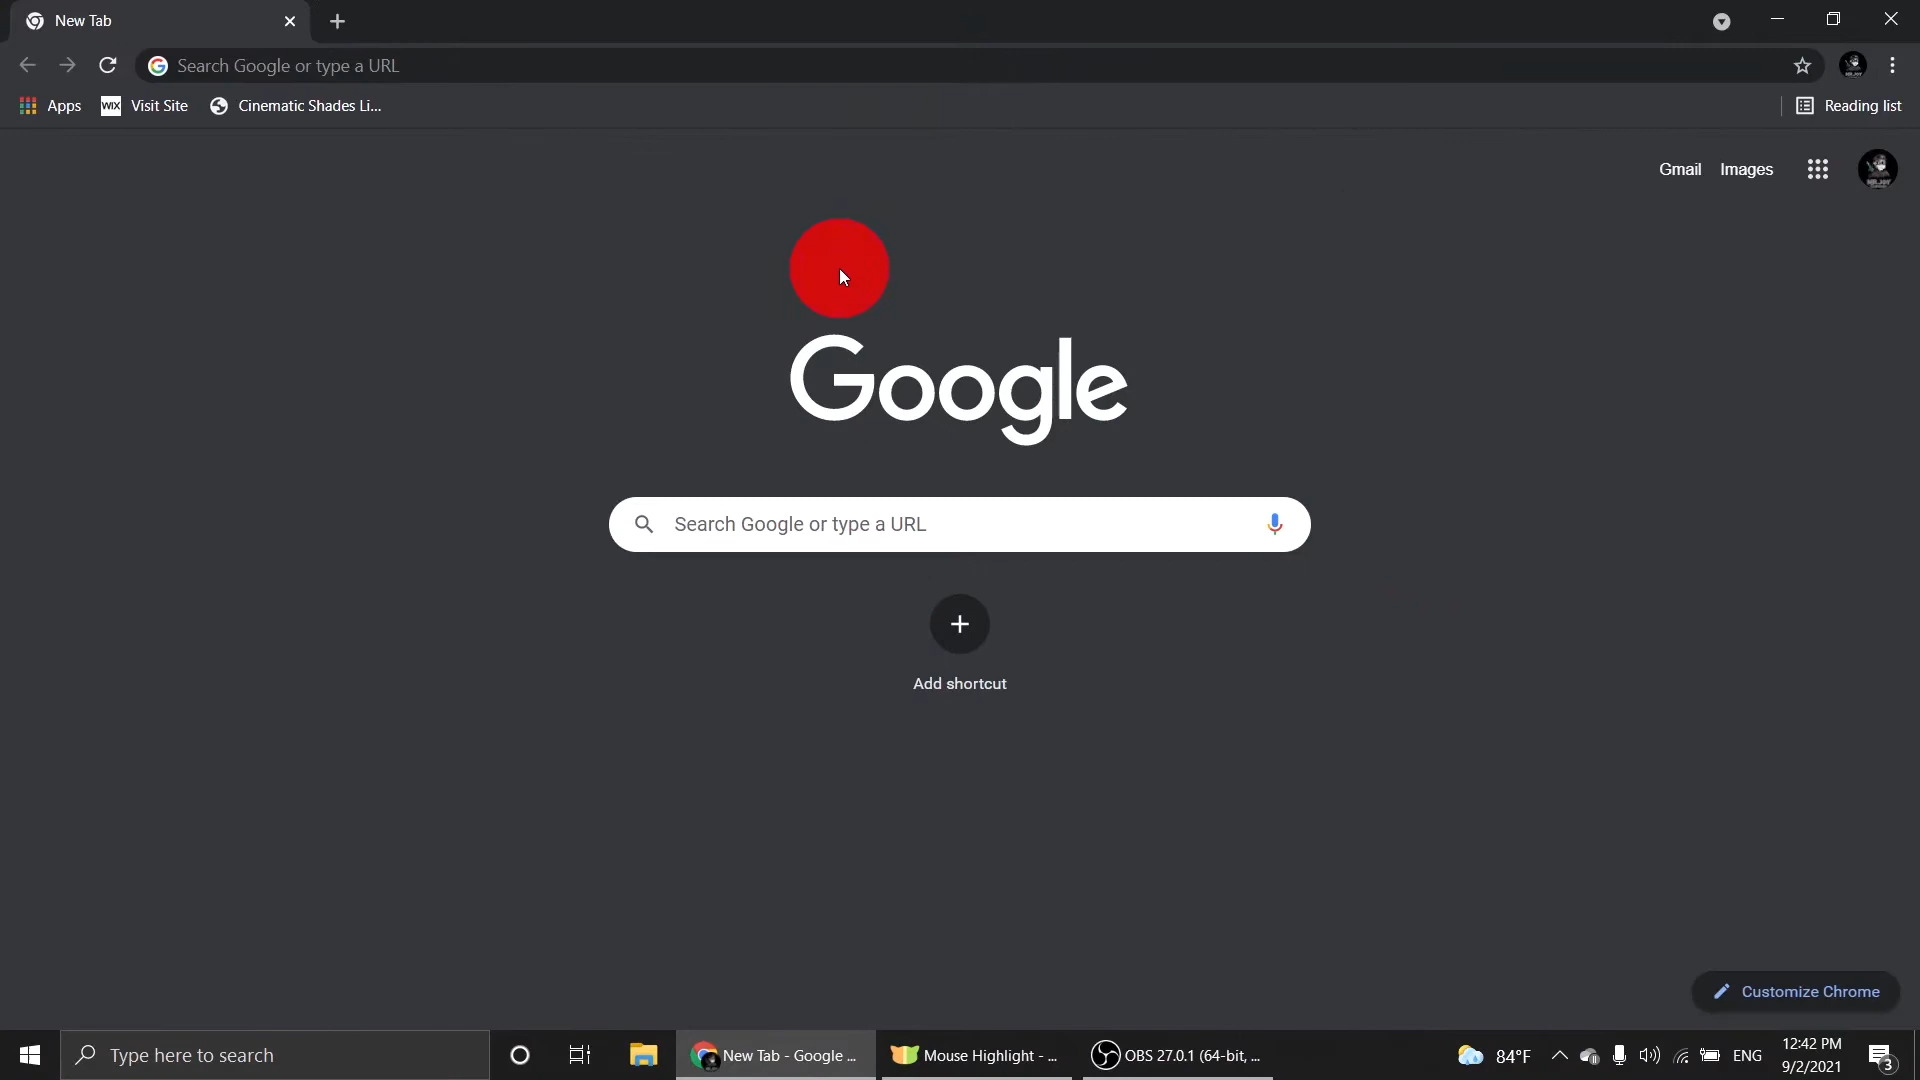 New Tab
Search Google or type a URL
Apps
WIX
Visit Site
Cinematic Shades Li...
Reading list
Gmail
Images
Google
Search Google or type a URL
Add shortcut
Customize Chrome
Type here to search
New Tab - Google ...
Mouse Highlight - ...
OBS 27.0.1 (64-bit, ...
84°F
ENG
12:42 PM
9/2/2021
3